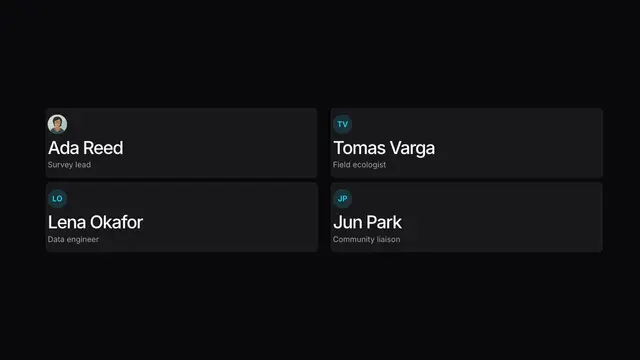 Ada Reed
Survey lead
TV
Tomas Varga
Field ecologist
LO
Lena Okafor
Data engineer
JP
Jun Park
Community liaison